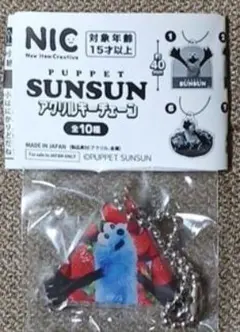 NIC
New Item Creative
対象年齢
15才以上
PUPPET
SUNSUN
アクリルキーチェーン
全10種
MADE IN JAPAN
For sale in JAPAN ONLY
©PUPPET SUNSUN
40
SUNSUN